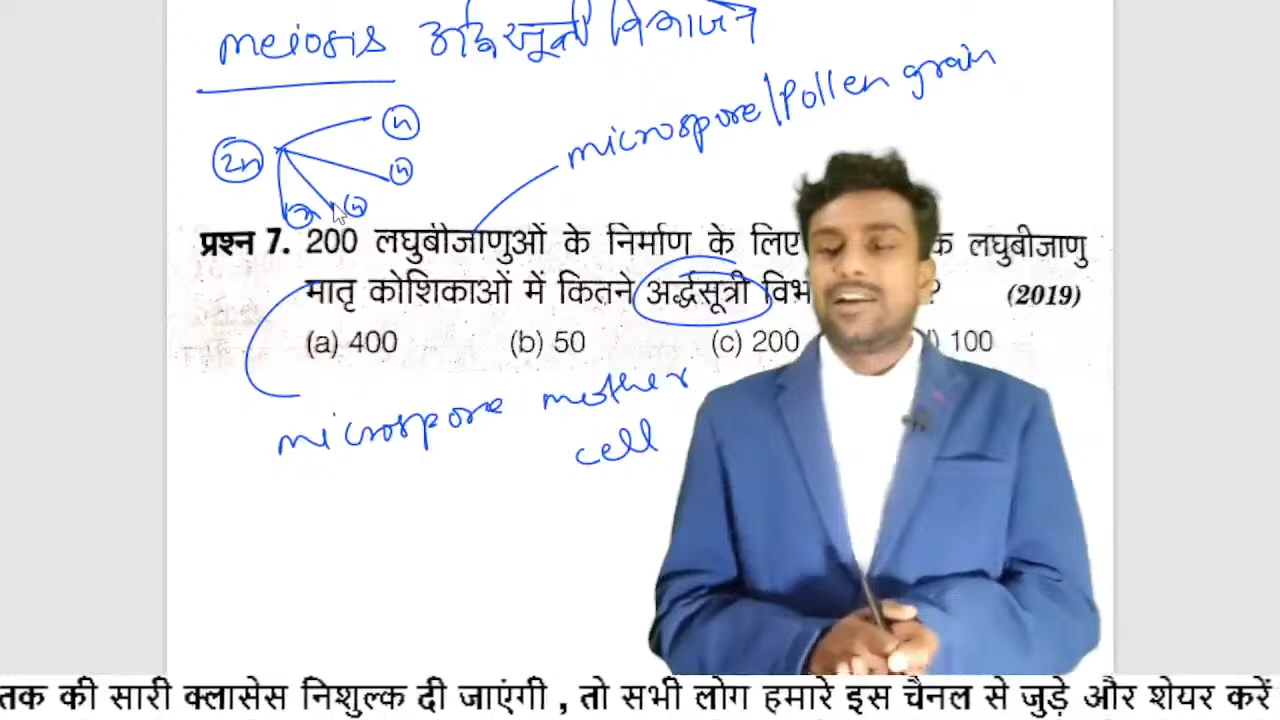 meiosis अर्द्धसूत्री विभाजन
microspore/Pollen grain
2n
n
n
n
n
प्रश्न 7. 200 लघुबीजाणुओं के निर्माण के लिए क लघुबीजाणु
मातृ कोशिकाओं में कितने अर्द्धसूत्री विभ ? (2019)
(a) 400 (b) 50 (c) 200 100
microspore mother
cell
तक की सारी क्लासेस निशुल्क दी जाएंगी , तो सभी लोग हमारे इस चैनल से जुड़े और शेयर करें